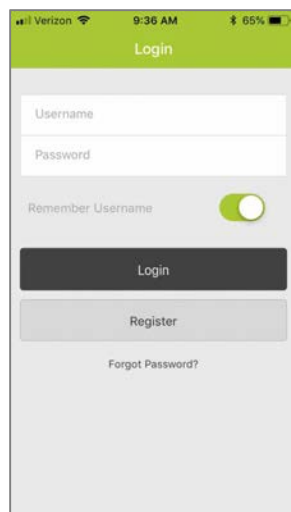 Verizon 9:36 AM 65%
Login
Username
Password
Remember Username
Login
Register
Forgot Password?